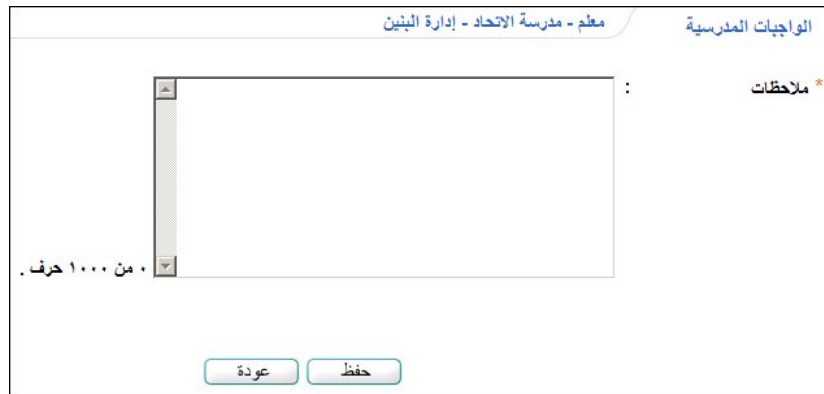 الواجبات المدرسية
معلم - مدرسة الاتحاد - إدارة البنين
* ملاحظات :
٠ من ١٠٠٠ حرف .
حفظ
عودة